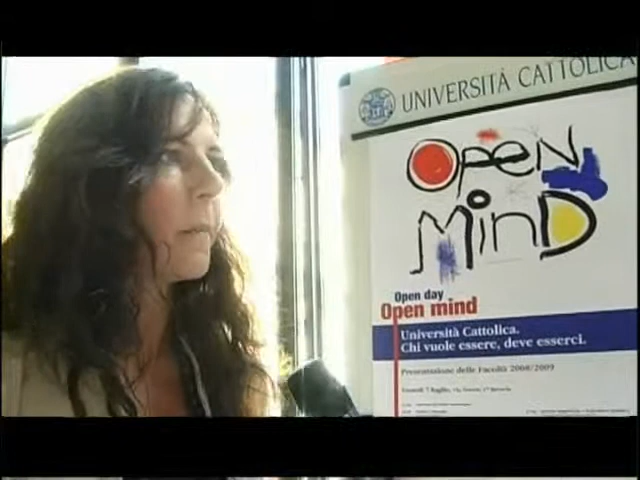 UNIVERSITÀ CATTOLICA
OPEN
MIND
Open day
Open mind
Università Cattolica.
Chi vuole essere, deve esserci.
Presentazione delle Facoltà 2008/2009